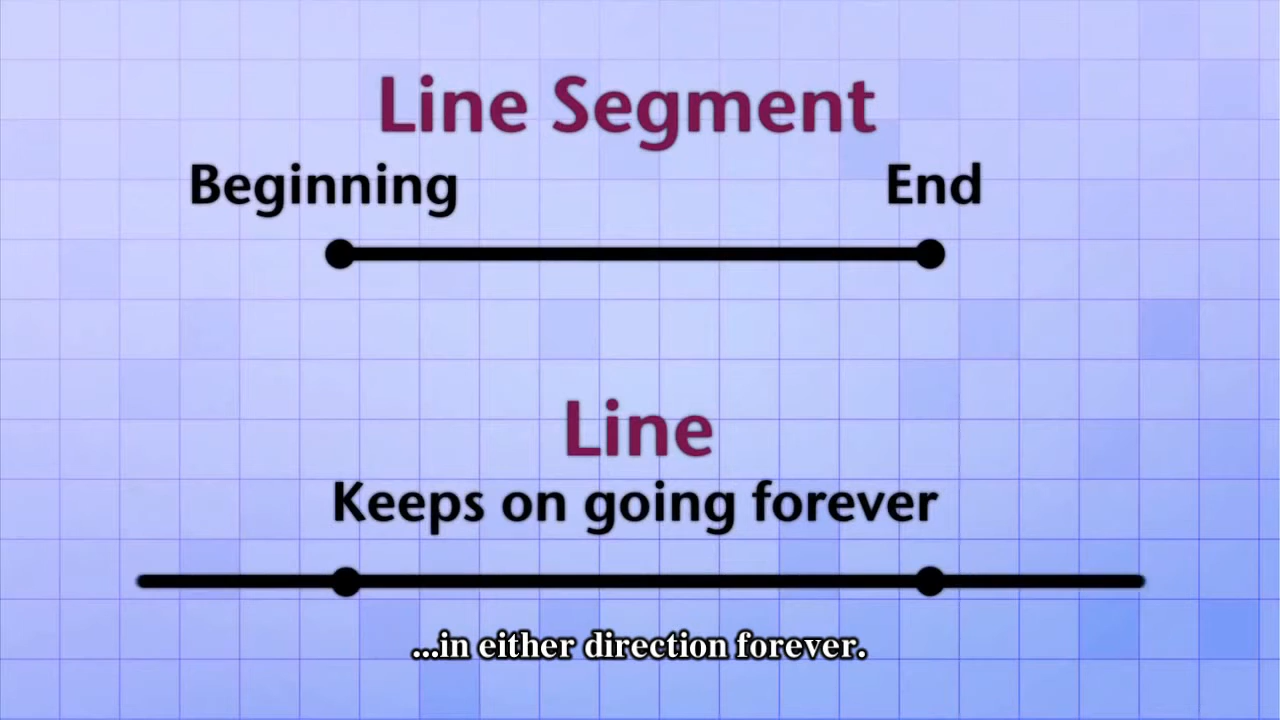 Line Segment
Beginning End
Line
Keeps on going forever
...in either direction forever.